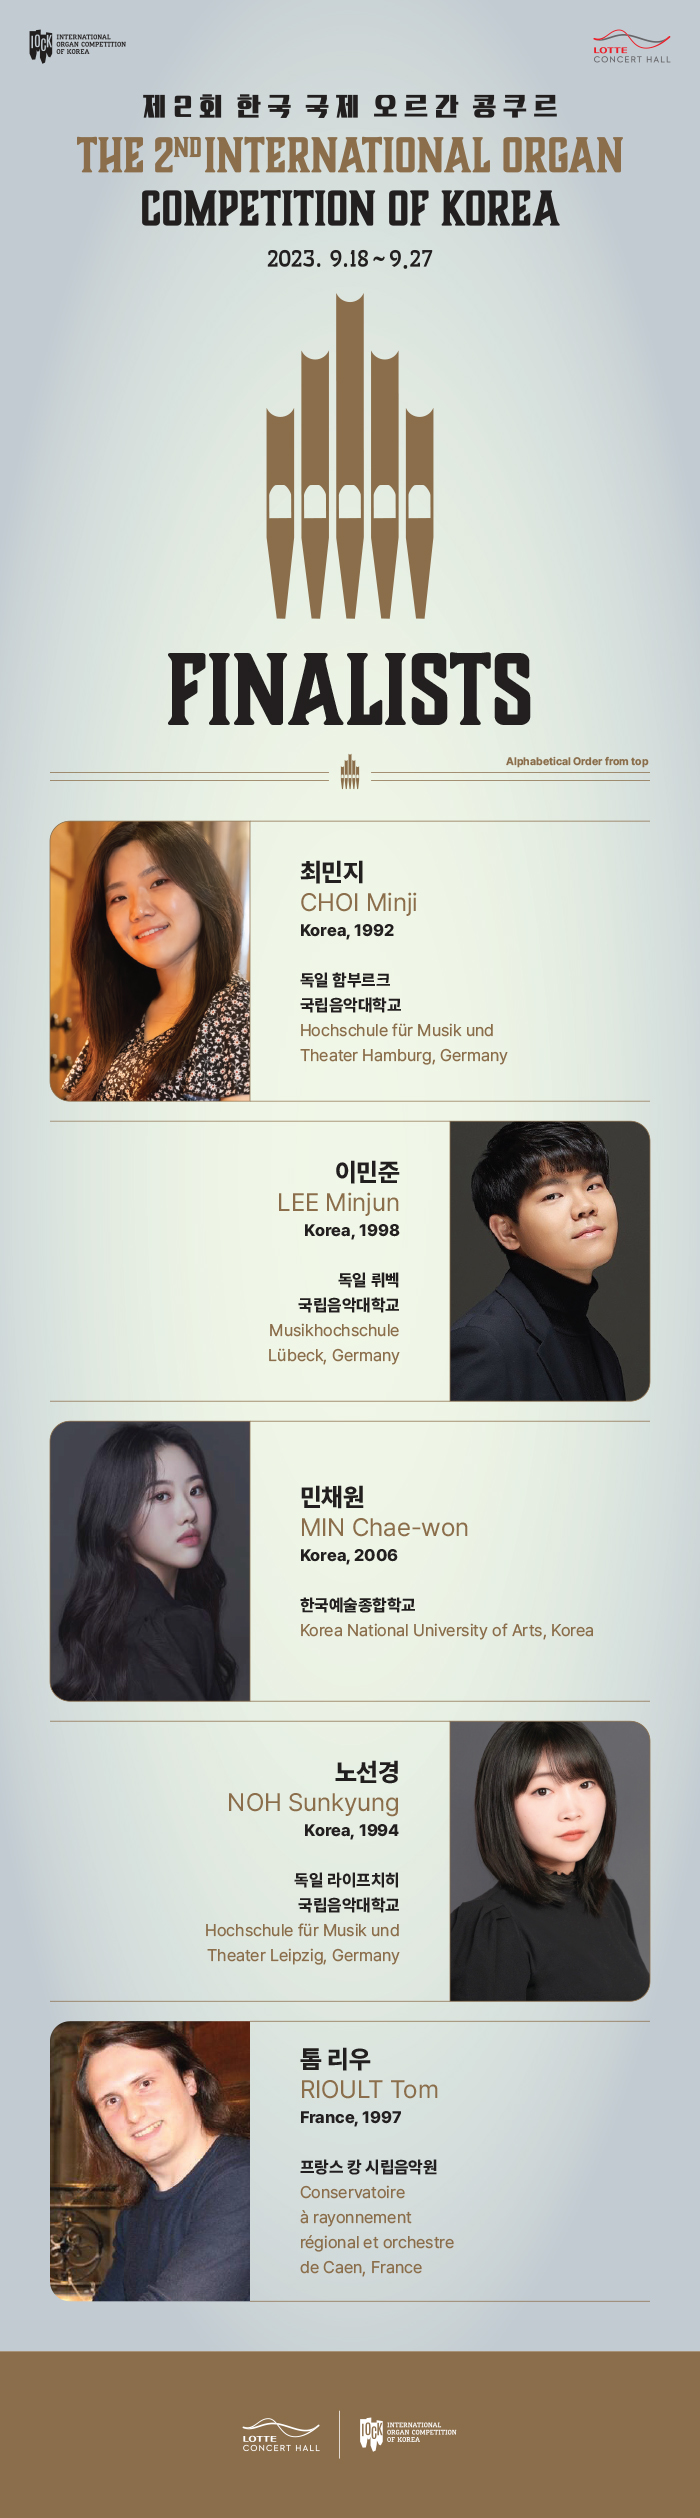 IOCK
INTERNATIONAL
ORGAN COMPETITION
OF KOREA
LOTTE
CONCERT HALL
제2회 한국 국제 오르간 콩쿠르
THE 2ND INTERNATIONAL ORGAN
COMPETITION OF KOREA
2023. 9.18 ~ 9.27
FINALISTS
Alphabetical Order from top
최민지
CHOI Minji
Korea, 1992
독일 함부르크
국립음악대학교
Hochschule für Musik und
Theater Hamburg, Germany
이민준
LEE Minjun
Korea, 1998
독일 뤼벡
국립음악대학교
Musikhochschule
Lübeck, Germany
민채원
MIN Chae-won
Korea, 2006
한국예술종합학교
Korea National University of Arts, Korea
노선경
NOH Sunkyung
Korea, 1994
독일 라이프치히
국립음악대학교
Hochschule für Musik und
Theater Leipzig, Germany
톰 리우
RIOULT Tom
France, 1997
프랑스 캉 시립음악원
Conservatoire
à rayonnement
régional et orchestre
de Caen, France
LOTTE
CONCERT HALL
IOCK
INTERNATIONAL
ORGAN COMPETITION
OF KOREA